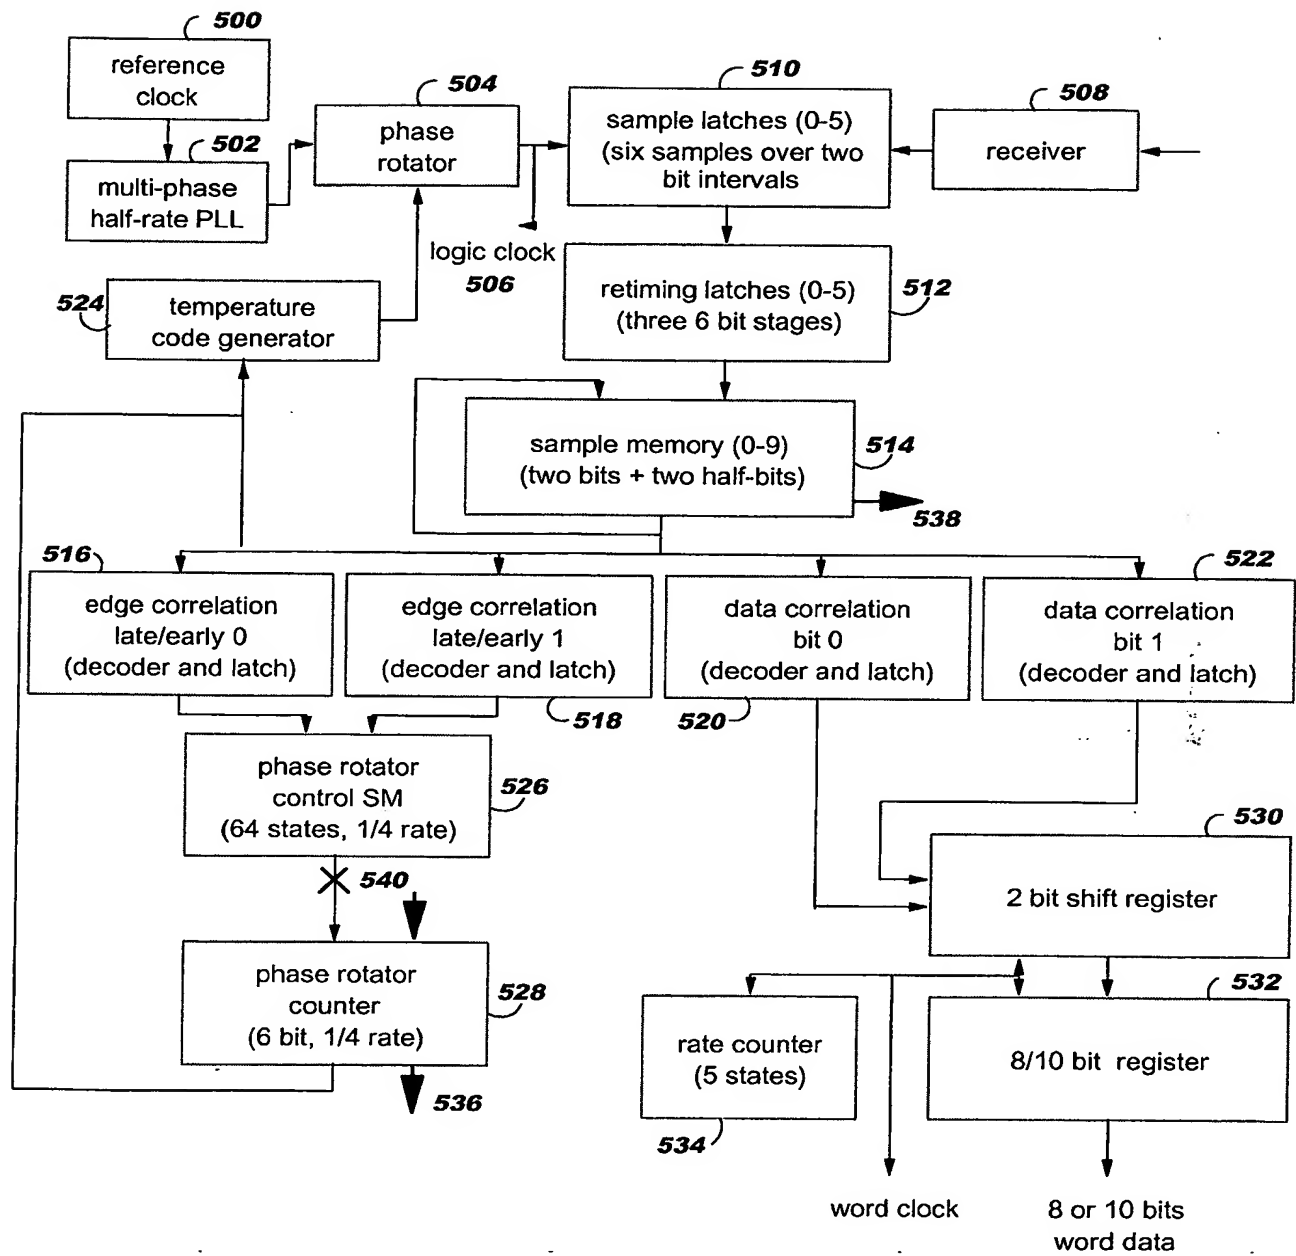 500
reference
clock
502
multi-phase
half-rate PLL
504
phase
rotator
logic clock
506
510
sample latches (0-5)
(six samples over two
bit intervals
508
receiver
retiming latches (0-5)
(three 6 bit stages)
512
524
temperature
code generator
sample memory (0-9)
(two bits + two half-bits)
514
538
516
edge correlation
late/early 0
(decoder and latch)
edge correlation
late/early 1
(decoder and latch)
518
data correlation
bit 0
(decoder and latch)
520
522
data correlation
bit 1
(decoder and latch)
phase rotator
control SM
(64 states, 1/4 rate)
526
540
phase rotator
counter
(6 bit, 1/4 rate)
528
536
530
2 bit shift register
532
8/10 bit register
rate counter
(5 states)
534
word clock
8 or 10 bits
word data